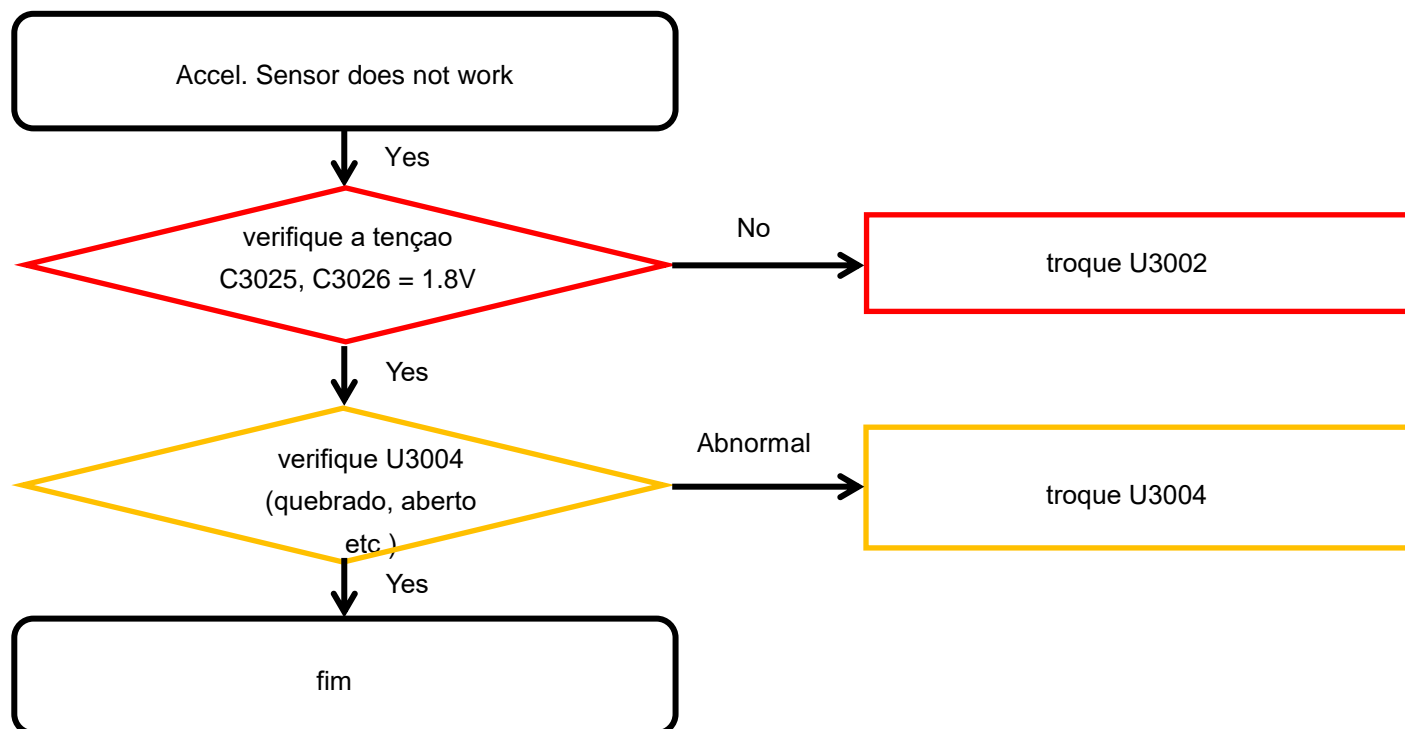 Accel. Sensor does not work
Yes
verifique a tençao
C3025, C3026 = 1.8V
No
troque U3002
Yes
verifique U3004
(quebrado, aberto
etc )
Abnormal
troque U3004
Yes
fim